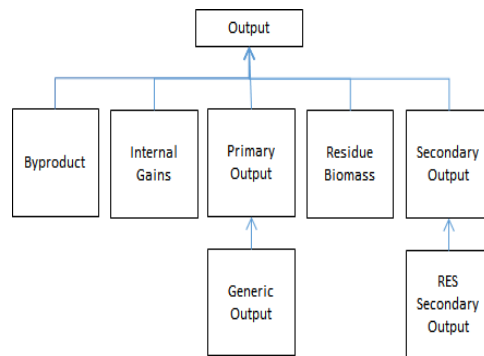 Output
Byproduct
Internal
Gains
Primary
Output
Residue
Biomass
Secondary
Output
Generic
Output
RES
Secondary
Output